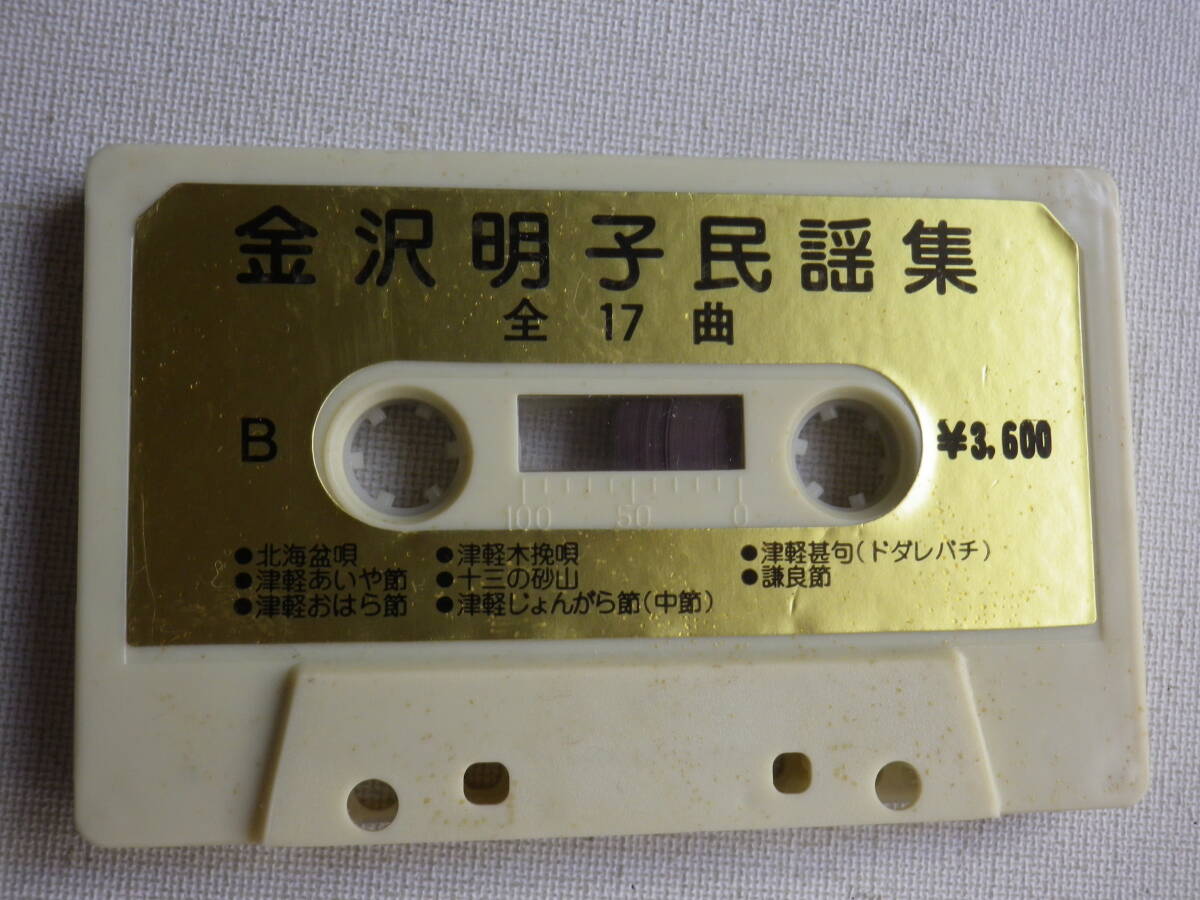 金沢明子民謡集
全17曲
B
¥3,600
100 50 0
●北海盆唄
●津軽あいや節
●津軽おはら節
●津軽木挽唄
●十三の砂山
●津軽じょんがら節(中節)
●津軽甚句(ドダレバチ)
●謙良節